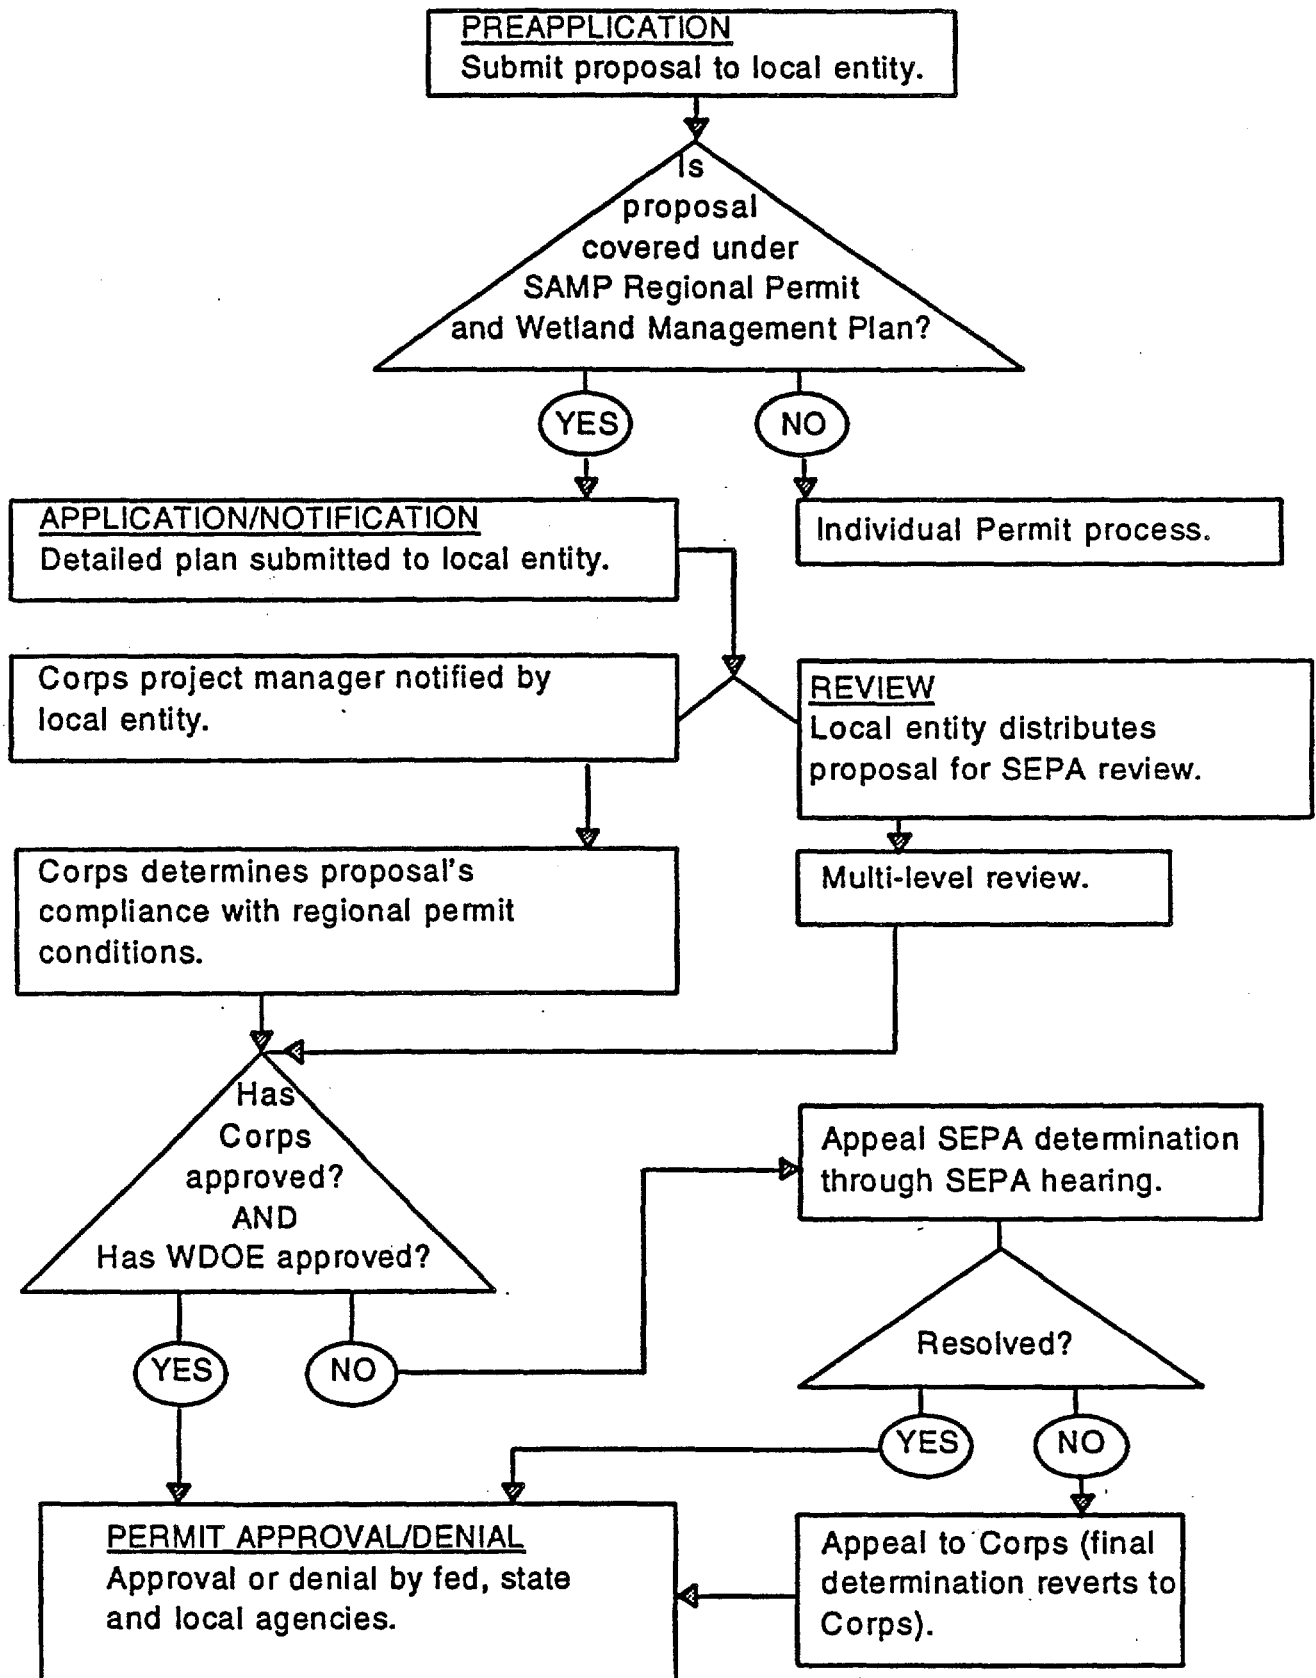 PREAPPLICATION
Submit proposal to local entity.
Is
proposal
covered under
SAMP Regional Permit
and Wetland Management Plan?
YES
NO
APPLICATION/NOTIFICATION
Detailed plan submitted to local entity.
Individual Permit process.
Corps project manager notified by
local entity.
REVIEW
Local entity distributes
proposal for SEPA review.
Corps determines proposal's
compliance with regional permit
conditions.
Multi-level review.
Has
Corps
approved?
AND
Has WDOE approved?
YES
NO
Appeal SEPA determination
through SEPA hearing.
Resolved?
YES
NO
PERMIT APPROVAL/DENIAL
Approval or denial by fed, state
and local agencies.
Appeal to Corps (final
determination reverts to
Corps).